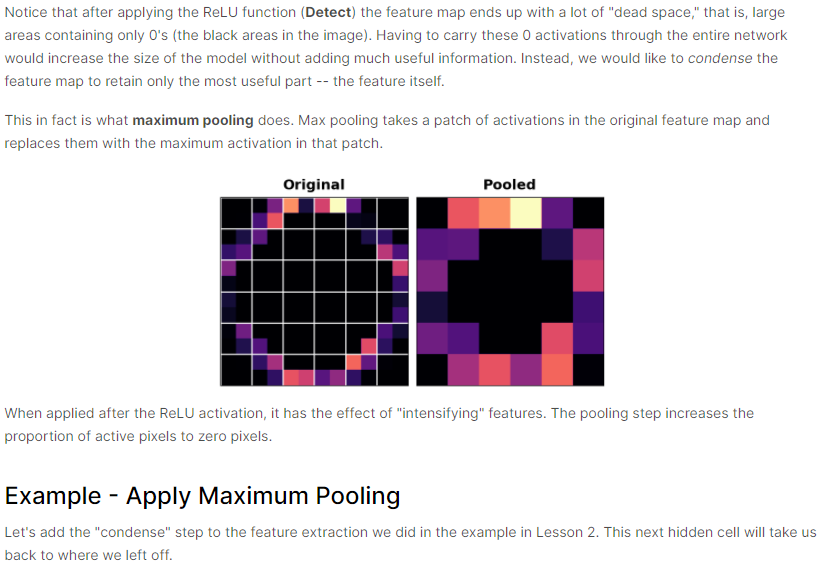 Notice that after applying the ReLU function (Detect) the feature map ends up with a lot of "dead space," that is, large
areas containing only 0's (the black areas in the image). Having to carry these 0 activations through the entire network
would increase the size of the model without adding much useful information. Instead, we would like to condense the
feature map to retain only the most useful part -- the feature itself.
This in fact is what maximum pooling does. Max pooling takes a patch of activations in the original feature map and
replaces them with the maximum activation in that patch.
Original
Pooled
When applied after the ReLU activation, it has the effect of "intensifying" features. The pooling step increases the
proportion of active pixels to zero pixels.
Example - Apply Maximum Pooling
Let's add the "condense" step to the feature extraction we did in the example in Lesson 2. This next hidden cell will take us
back to where we left off.